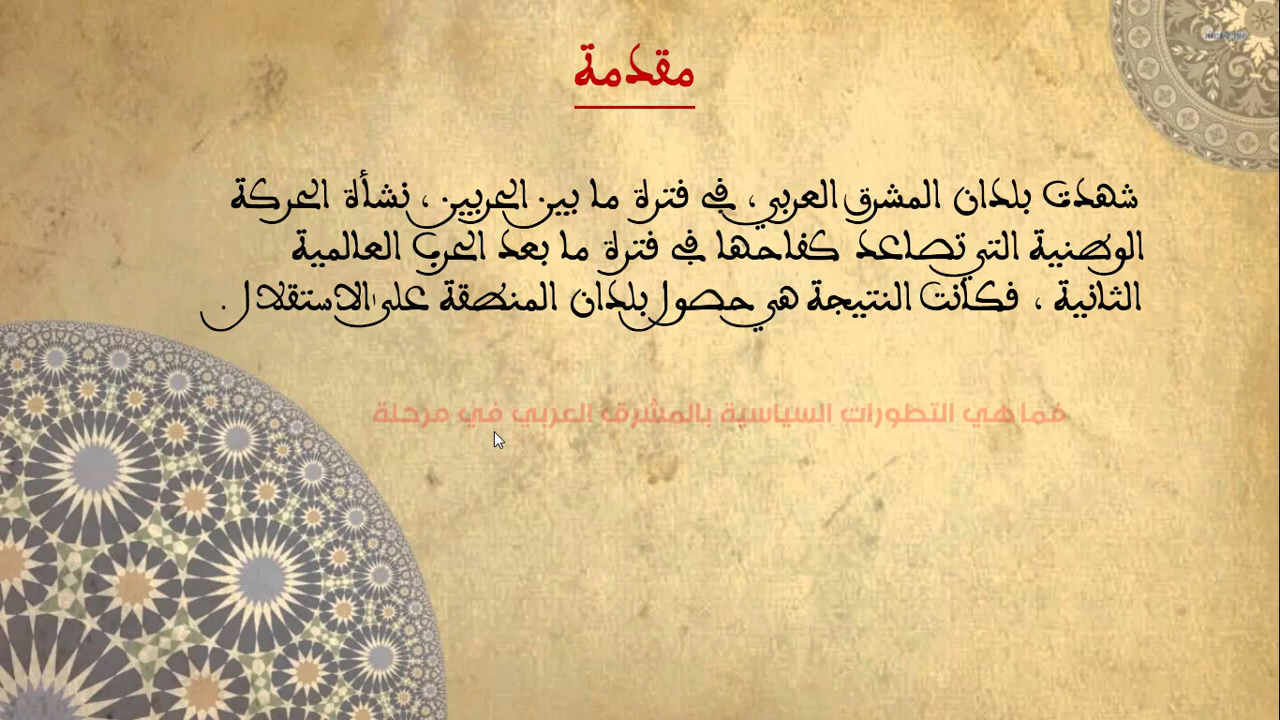 مقدمة
شهدت بلدان المشرق العربي، في فترة ما بين الحربين، نشأة الحركة
الوطنية التي تصاعد كفاحها في فترة ما بعد الحرب العالمية
الثانية ، فكانت النتيجة هي حصول بلدان المنطقة على الاستقلال .
فما هي التطورات السياسية بالمشرق العربي في مرحلة